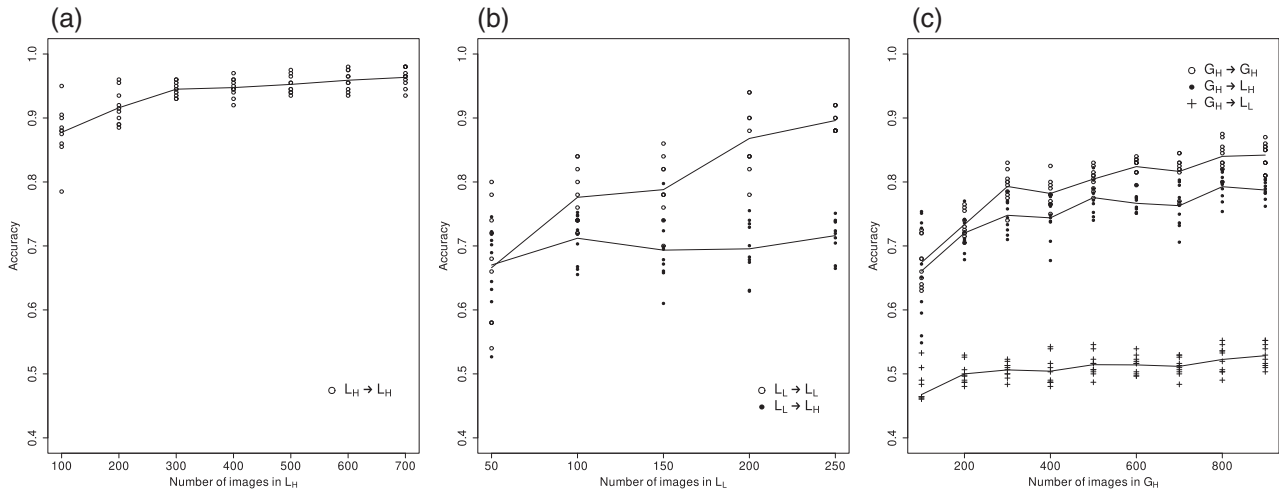 (a)
Accuracy
1.0
0.9
0.8
0.7
0.6
0.5
0.4
L_H → L_H
100 200 300 400 500 600 700
Number of images in L_H
(b)
Accuracy
1.0
0.9
0.8
0.7
0.6
0.5
0.4
L_L → L_L
L_L → L_H
50 100 150 200 250
Number of images in L_L
(c)
Accuracy
1.0
0.9
0.8
0.7
0.6
0.5
0.4
G_H → G_H
G_H → L_H
G_H → L_L
200 400 600 800
Number of images in G_H